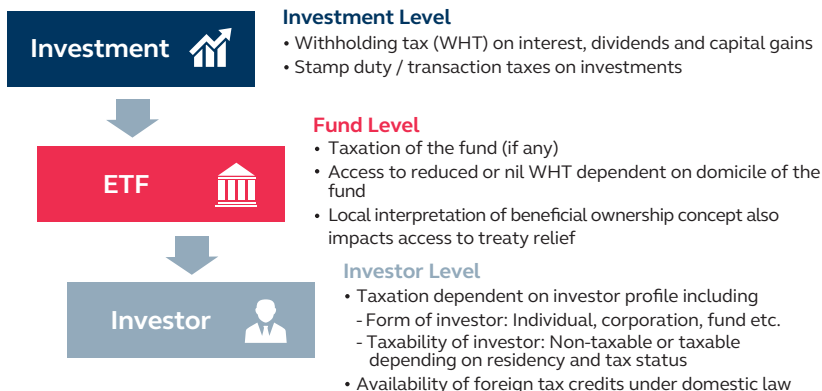 Investment Level
Investment
• Withholding tax (WHT) on interest, dividends and capital gains
• Stamp duty / transaction taxes on investments
Fund Level
ETF
• Taxation of the fund (if any)
• Access to reduced or nil WHT dependent on domicile of the
fund
• Local interpretation of beneficial ownership concept also
impacts access to treaty relief
Investor Level
Investor
• Taxation dependent on investor profile including
- Form of investor: Individual, corporation, fund etc.
- Taxability of investor: Non-taxable or taxable
depending on residency and tax status
• Availability of foreign tax credits under domestic law